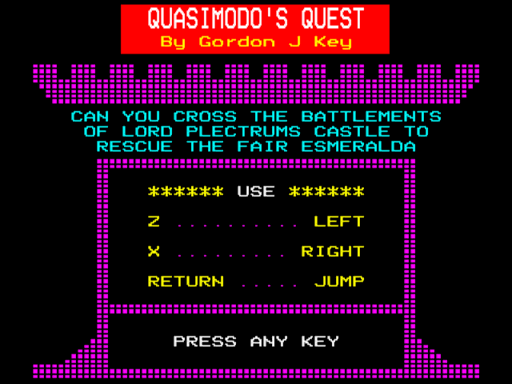 QUASIMODO'S QUEST
By Gordon J Key
CAN YOU CROSS THE BATTLEMENTS
OF LORD PLECTRUMS CASTLE TO
RESCUE THE FAIR ESMERALDA
****** USE ******
Z .......... LEFT
X ......... RIGHT
RETURN ..... JUMP
PRESS ANY KEY